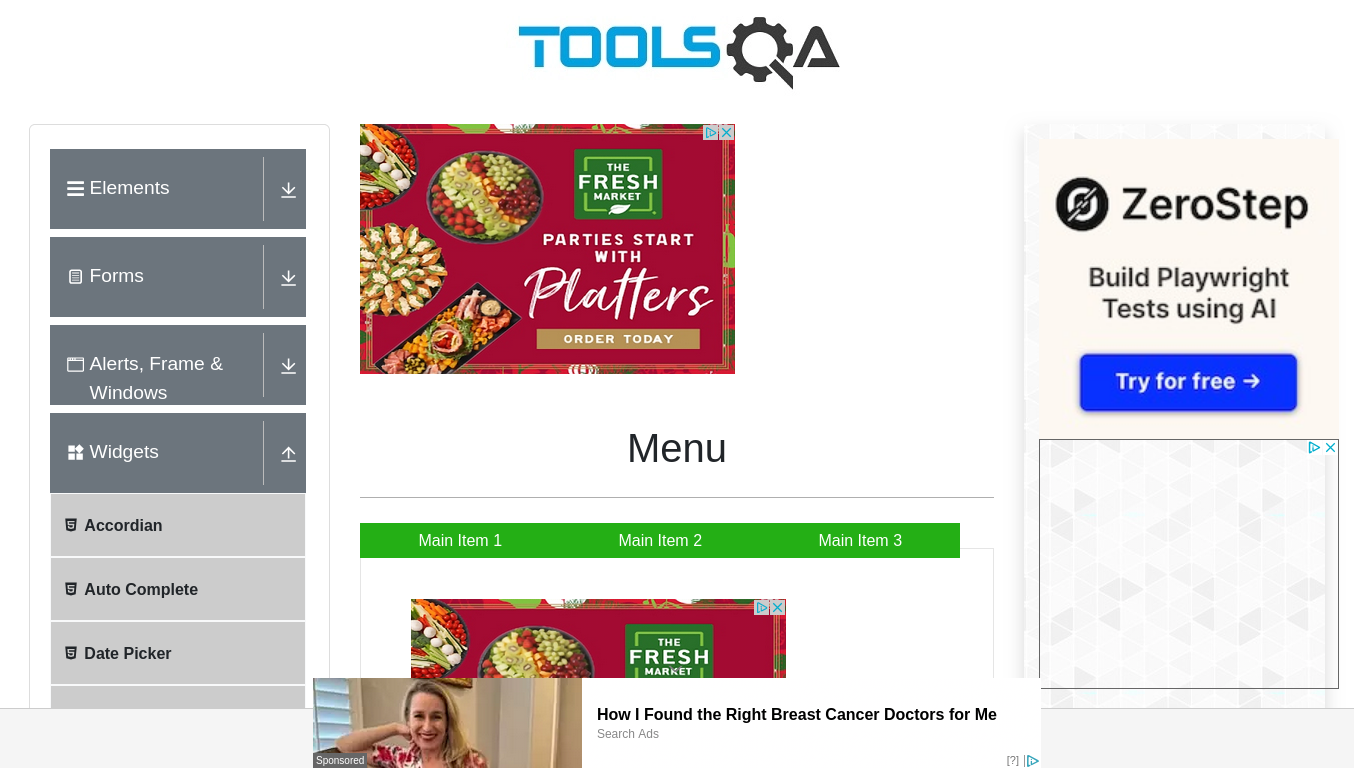 TOOLSQA
Elements
Forms
Alerts, Frame &
Windows
Widgets
Accordian
Auto Complete
Date Picker
THE
FRESH
MARKET
PARTIES START
WITH
Platters
ORDER TODAY
Menu
Main Item 1
Main Item 2
Main Item 3
THE
FRESH
MARKET
ZeroStep
Build Playwright
Tests using AI
Try for free →
Sponsored
How I Found the Right Breast Cancer Doctors for Me
Search Ads
[?]